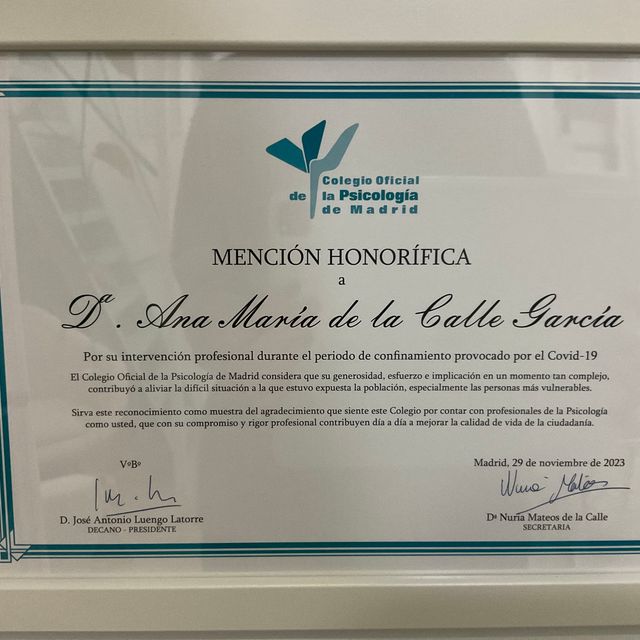 Colegio Oficial
de la Psicología
de Madrid
MENCIÓN HONORÍFICA
a
Dª. Ana María de la Calle García
Por su intervención profesional durante el periodo de confinamiento provocado por el Covid-19
El Colegio Oficial de la Psicología de Madrid considera que su generosidad, esfuerzo e implicación en un momento tan complejo,
contribuyó a aliviar la difícil situación a la que estuvo expuesta la población, especialmente las personas más vulnerables.
Sirva este reconocimiento como muestra del agradecimiento que siente este Colegio por contar con profesionales de la Psicología
como usted, que con su compromiso y rigor profesional contribuyen día a día a mejorar la calidad de vida de la ciudadanía.
VºBº
D. José Antonio Luengo Latorre
DECANO - PRESIDENTE
Madrid, 29 de noviembre de 2023
Nuria Mateos
Dª Nuria Mateos de la Calle
SECRETARIA